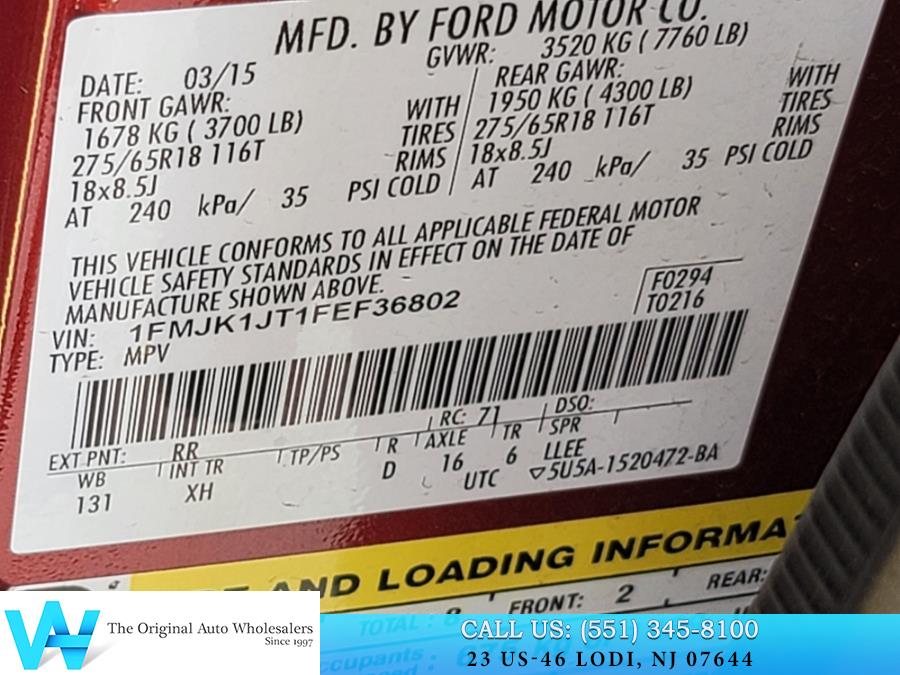 MFD. BY FORD MOTOR CO.
DATE: 03/15 GVWR: 3520 KG ( 7760 LB)
FRONT GAWR: REAR GAWR:
1678 KG ( 3700 LB) WITH 1950 KG ( 4300 LB) WITH
275/65R18 116T TIRES 275/65R18 116T TIRES
18x8.5J RIMS 18x8.5J RIMS
AT 240 kPa/ 35 PSI COLD AT 240 kPa/ 35 PSI COLD
THIS VEHICLE CONFORMS TO ALL APPLICABLE FEDERAL MOTOR
VEHICLE SAFETY STANDARDS IN EFFECT ON THE DATE OF
MANUFACTURE SHOWN ABOVE.
F0294
VIN: 1FMJK1JT1FEF36802 T0216
TYPE: MPV
EXT PNT: RR RC: 71 DSO:
WB INT TR TP/PS R AXLE TR SPR
131 XH D 16 6 LLEE
UTC ▽5U5A-1520472-BA
AND LOADING INFORMA
TOTAL: 8 FRONT: 2 REAR:
The Original Auto Wholesalers
Since 1997
CALL US: (551) 345-8100
23 US-46 LODI, NJ 07644